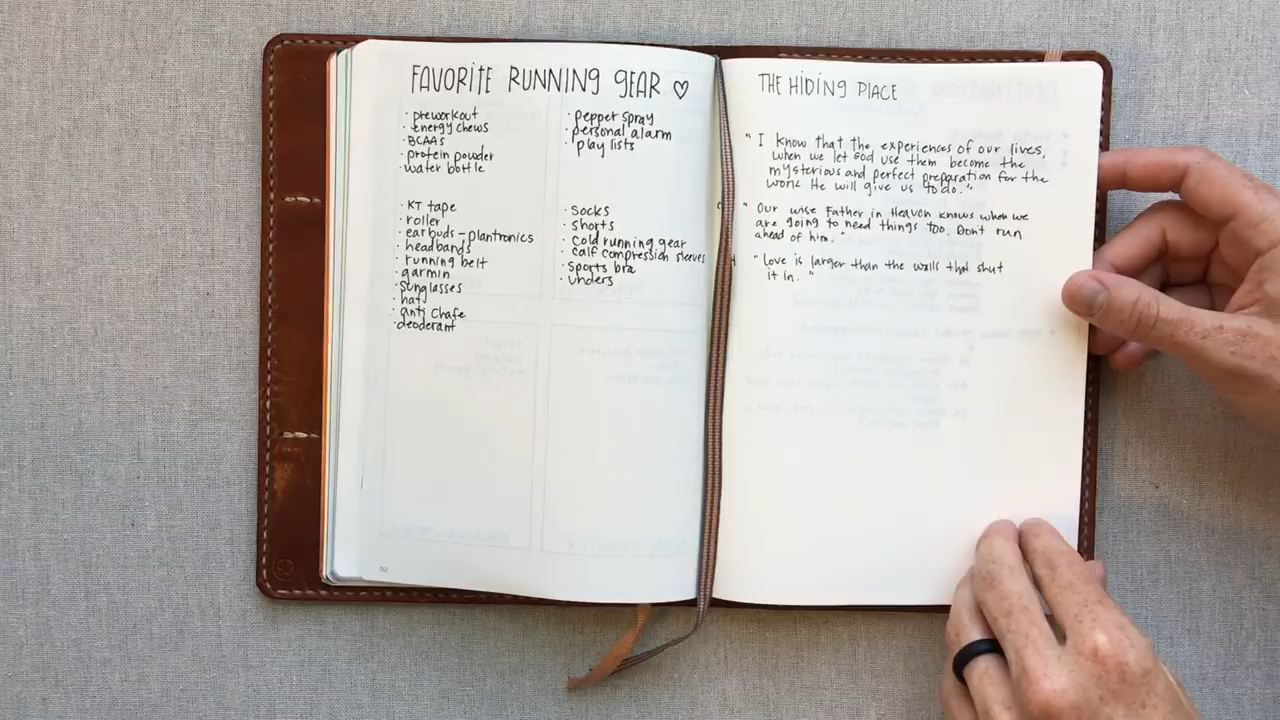 FAVORITE RUNNING GEAR ♡
· preworkout
· energy chews
· BCAAs
· protein powder
· water bottle
· pepper spray
· personal alarm
· play lists
· KT tape
· roller
· earbuds - plantronics
· headbands
· running belt
· garmin
· sunglasses
· hat
· anti chafe
· deoderant
· socks
· shorts
· cold running gear
· calf compression sleeves
· sports bra
· unders
92
THE HIDING PLACE
" I know that the experiences of our lives,
when we let God use them become the
mysterious and perfect preparation for the
work He will give us to do."
" Our wise Father in Heaven knows when we
are going to need things too. Don't run
ahead of him."
" Love is larger than the walls that shut
it in. "